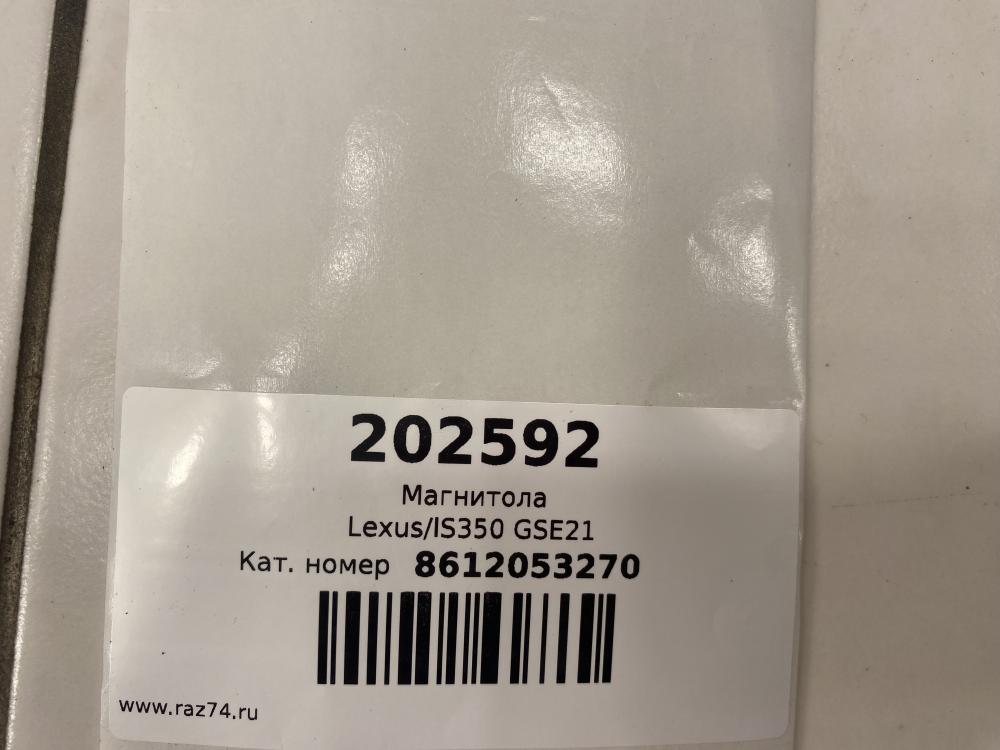 202592
Магнитола
Lexus/IS350 GSE21
Кат. номер 8612053270
www.raz74.ru